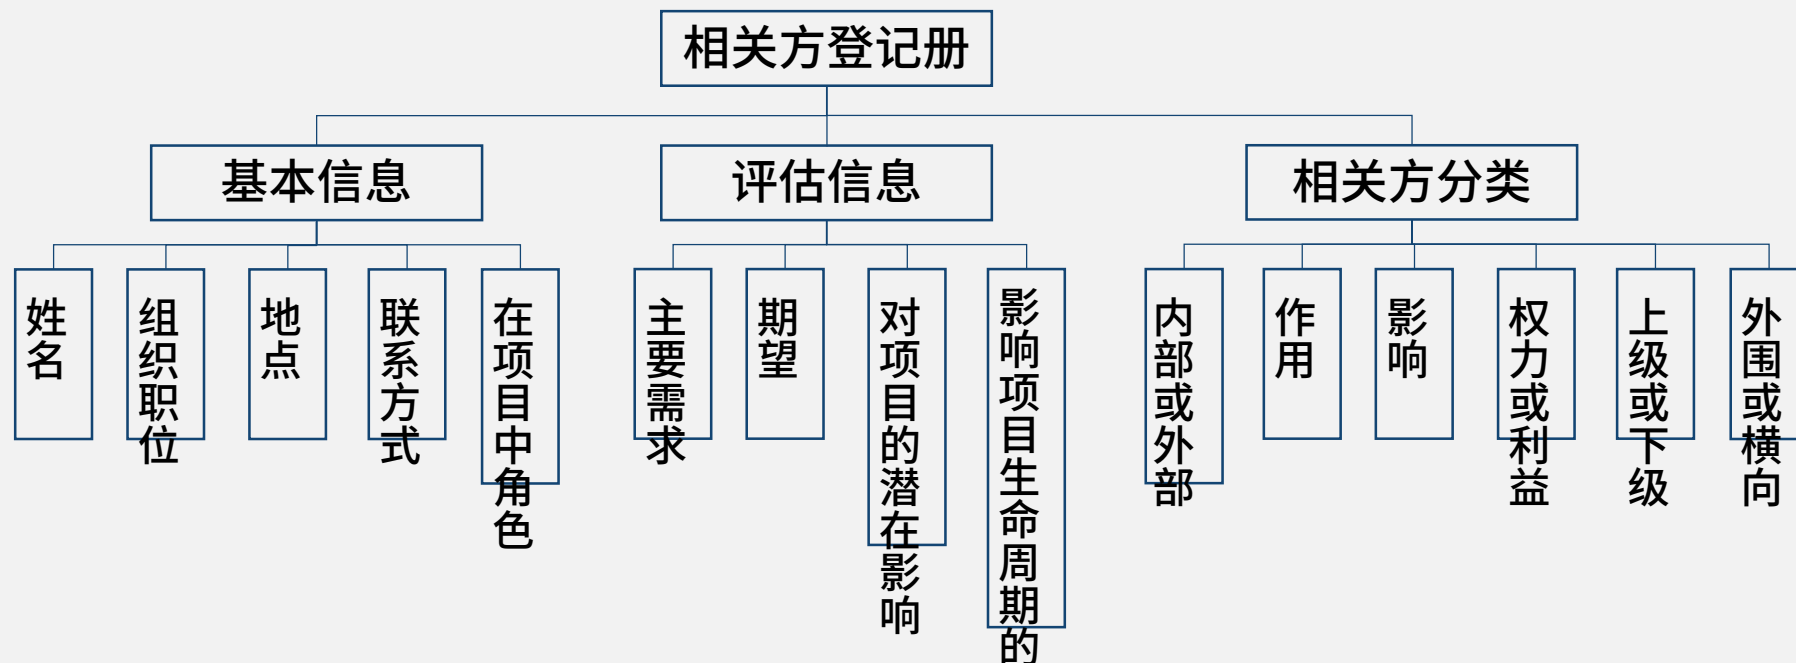 相关方登记册
基本信息
评估信息
相关方分类
姓名
组织职位
地点
联系方式
在项目中角色
主要需求
期望
对项目的潜在影响
影响项目生命周期的
内部或外部
作用
影响
权力或利益
上级或下级
外围或横向